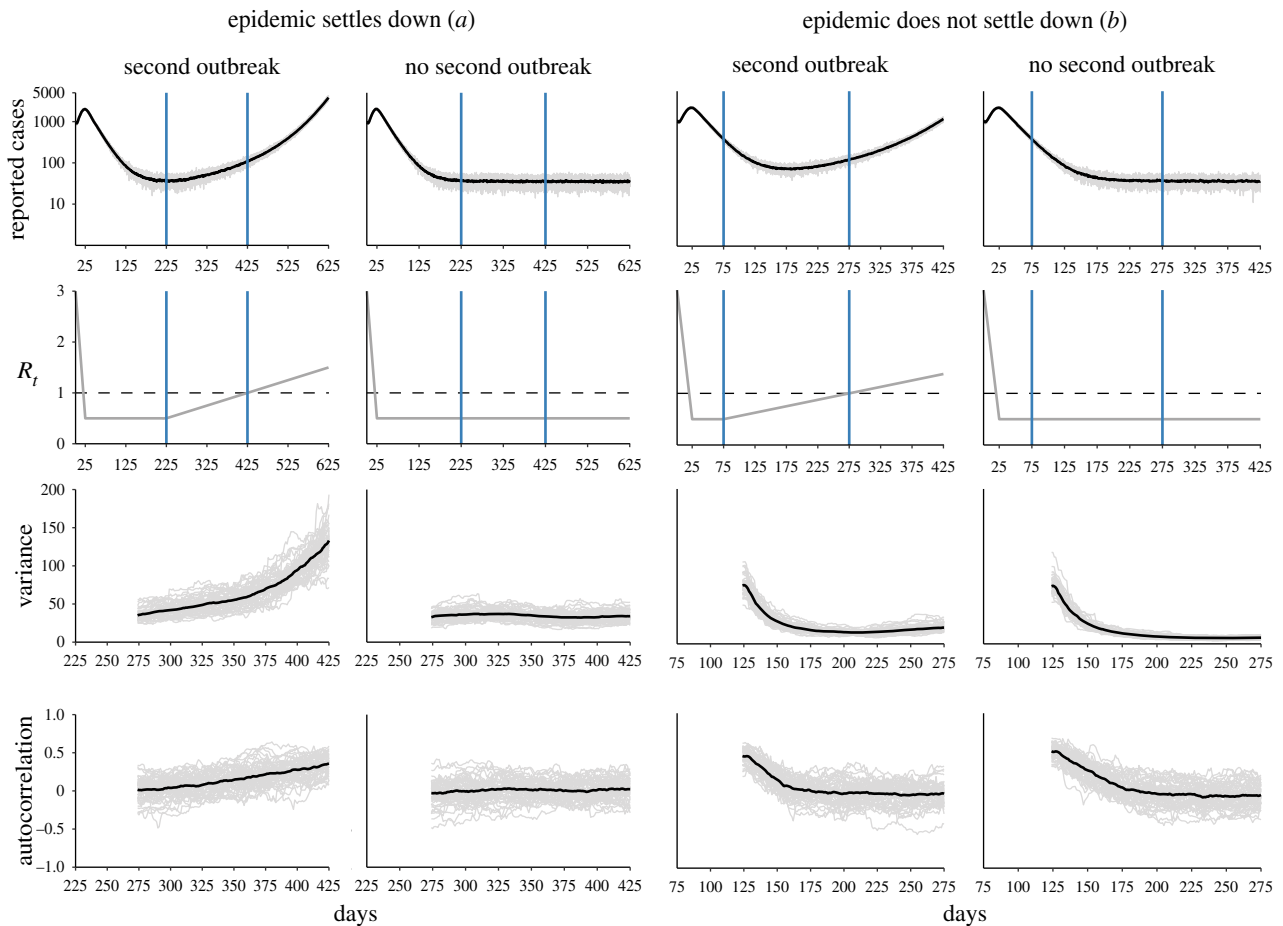 epidemic settles down (a)
epidemic does not settle down (b)
second outbreak
no second outbreak
second outbreak
no second outbreak
reported cases
5000
1000
100
10
25 125 225 325 425 525 625
25 125 225 325 425 525 625
25 75 125 175 225 275 325 375 425
25 75 125 175 225 275 325 375 425
Rt
3
2
1
0
25 125 225 325 425 525 625
25 125 225 325 425 525 625
25 75 125 175 225 275 325 375 425
25 75 125 175 225 275 325 375 425
variance
200
150
100
50
0
225 250 275 300 325 350 375 400 425
225 250 275 300 325 350 375 400 425
75 100 125 150 175 200 225 250 275
75 100 125 150 175 200 225 250 275
autocorrelation
1.0
0.5
0
−0.5
−1.0
225 250 275 300 325 350 375 400 425
225 250 275 300 325 350 375 400 425
75 100 125 150 175 200 225 250 275
75 100 125 150 175 200 225 250 275
days
days